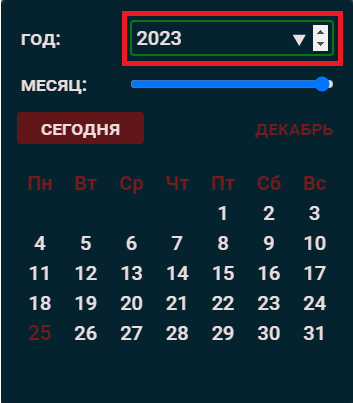 ГОД: 2023
МЕСЯЦ:
СЕГОДНЯ ДЕКАБРЬ
Пн Вт Ср Чт Пт Сб Вс
1 2 3
4 5 6 7 8 9 10
11 12 13 14 15 16 17
18 19 20 21 22 23 24
25 26 27 28 29 30 31